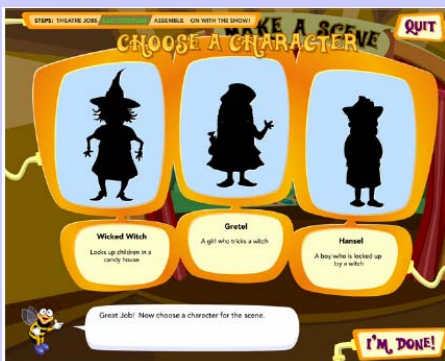 STEPS: THEATRE JOBS / CAST/COSTUME / ASSEMBLE ON WITH THE SHOW!
MAKE A SCENE
QUIT
CHOOSE A CHARACTER
Wicked Witch
Locks up children in a
candy house
Gretel
A girl who tricks a witch
Hansel
A boy who is locked up
by a witch
Great Job! Now choose a character for the scene.
I'M DONE!